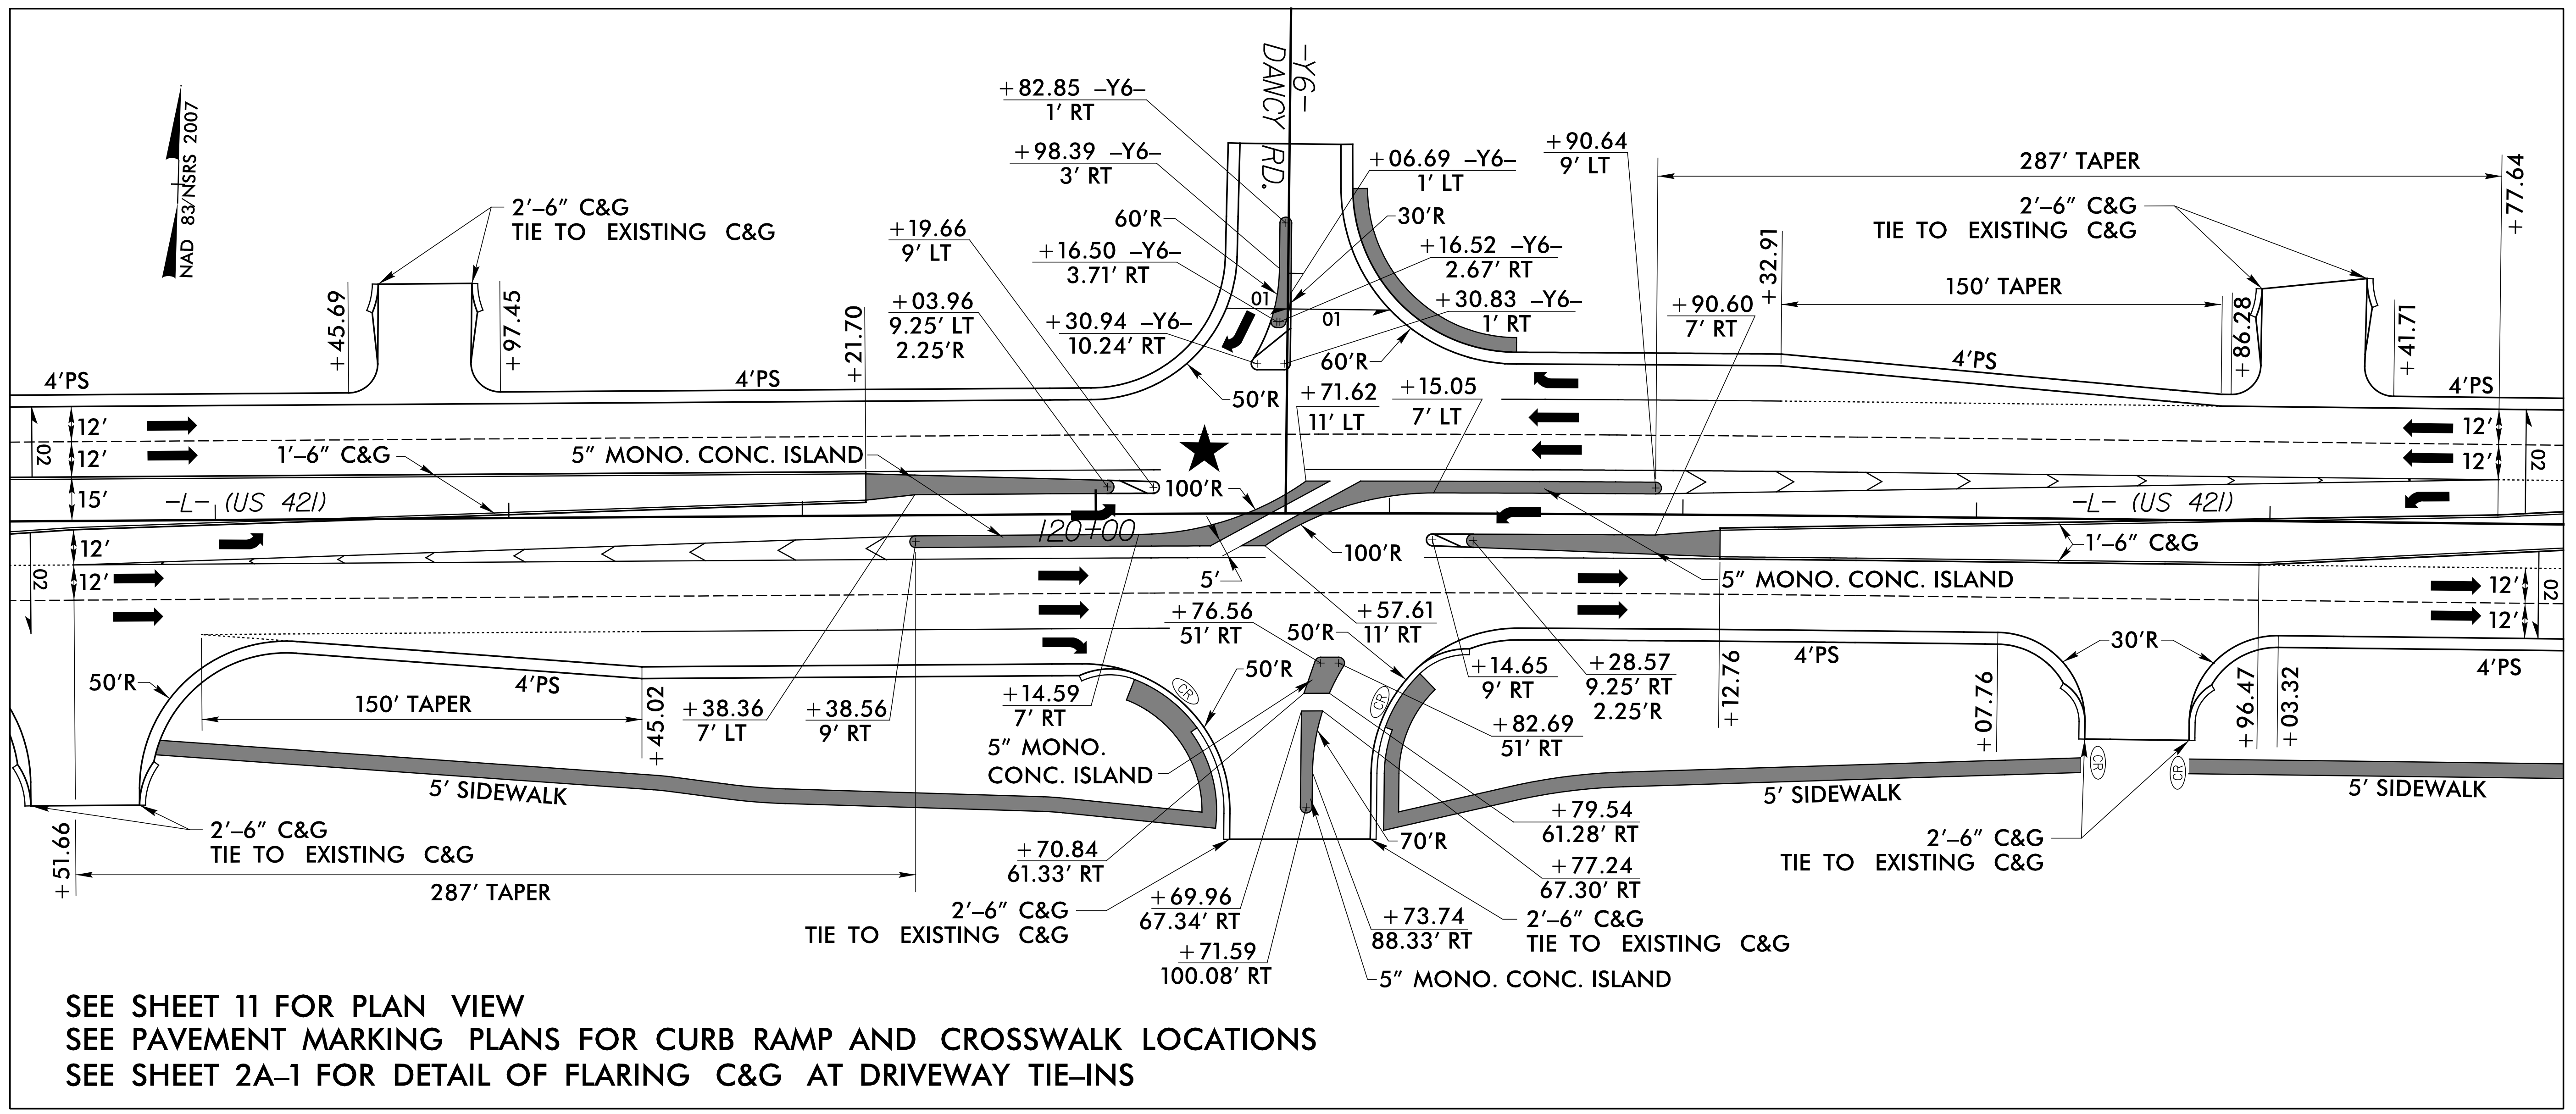 -Y6-
DANCY RD.
NAD 83/NSRS 2007
+82.85 -Y6-
1' RT
+98.39 -Y6-
3' RT
+06.69 -Y6-
1' LT
+90.64
9' LT
287' TAPER
+77.64
2'-6" C&G
TIE TO EXISTING C&G
+19.66
9' LT
60'R
30'R
+16.50 -Y6-
3.71' RT
+16.52 -Y6-
2.67' RT
2'-6" C&G
TIE TO EXISTING C&G
+32.91
150' TAPER
+45.69
+97.45
+21.70
+03.96
9.25' LT
2.25'R
01
01
+30.94 -Y6-
10.24' RT
+30.83 -Y6-
1' RT
+90.60
7' RT
+86.28
+41.71
60'R
4'PS
4'PS
4'PS
4'PS
50'R
+71.62
11' LT
+15.05
7' LT
12'
12'
12'
12'
02
02
1'-6" C&G
5" MONO. CONC. ISLAND
15'
-L- (US 421)
100'R
-L- (US 421)
120+00
12'
12'
02
100'R
5'
1'-6" C&G
5" MONO. CONC. ISLAND
12'
12'
02
+76.56
51' RT
50'R
+57.61
11' RT
30'R
50'R
4'PS
50'R
CR
CR
+14.65
9' RT
+28.57
9.25' RT
2.25'R
+12.76
4'PS
4'PS
+07.76
+96.47
+03.32
150' TAPER
+45.02
+38.36
7' LT
+38.56
9' RT
+14.59
7' RT
+82.69
51' RT
5" MONO.
CONC. ISLAND
CR
CR
5' SIDEWALK
5' SIDEWALK
5' SIDEWALK
+51.66
2'-6" C&G
TIE TO EXISTING C&G
287' TAPER
+70.84
61.33' RT
70'R
+79.54
61.28' RT
+77.24
67.30' RT
2'-6" C&G
TIE TO EXISTING C&G
2'-6" C&G
TIE TO EXISTING C&G
+69.96
67.34' RT
+73.74
88.33' RT
2'-6" C&G
TIE TO EXISTING C&G
+71.59
100.08' RT
5" MONO. CONC. ISLAND
SEE SHEET 11 FOR PLAN VIEW
SEE PAVEMENT MARKING PLANS FOR CURB RAMP AND CROSSWALK LOCATIONS
SEE SHEET 2A-1 FOR DETAIL OF FLARING C&G AT DRIVEWAY TIE-INS